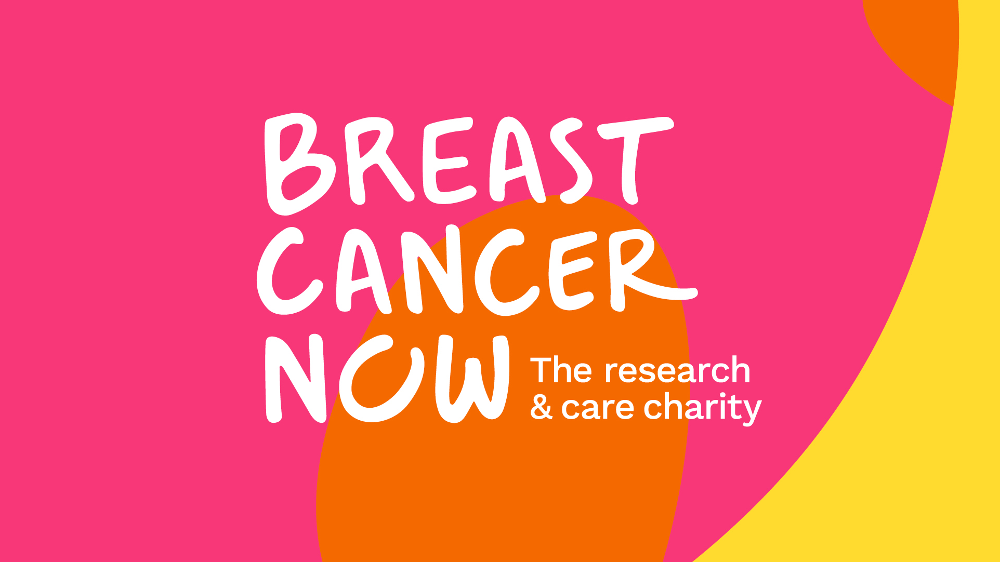 BREAST
CANCER
NOW
The research
& care charity